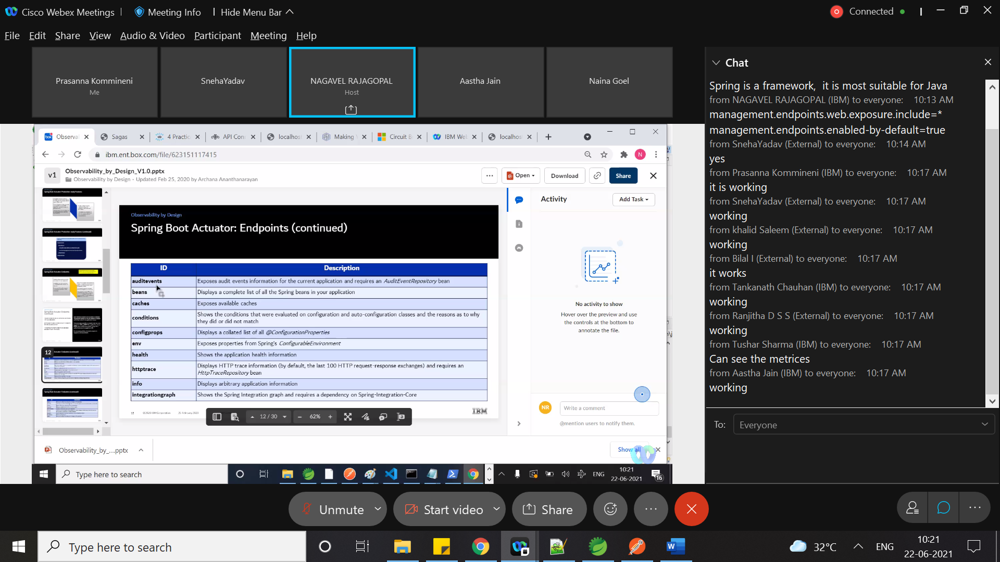 Cisco Webex Meetings
Meeting Info
Hide Menu Bar
Connected
File Edit Share View Audio & Video Participant Meeting Help
Prasanna Kommineni
Me
SnehaYadav
NAGAVEL RAJAGOPAL
Host
Aastha Jain
Naina Goel
Observa
Sagas
4 Practic
API Con
localhos
Making
Circuit B
IBM We
localhos
ibm.ent.box.com/file/623151117415
N
v1
Observability_by_Design_V1.0.pptx
Observability by Design · Updated Feb 25, 2020 by Archana Ananthanarayan
Open
Download
Share
12
Observability by Design
Spring Boot Actuator: Endpoints (continued)
ID Description
auditevents Exposes audit events information for the current application and requires an AuditEventRepository bean
beans Displays a complete list of all the Spring beans in your application
caches Exposes available caches
conditions Shows the conditions that were evaluated on configuration and auto-configuration classes and the reasons as to why
they did or did not match
configprops Displays a collated list of all @ConfigurationProperties
env Exposes properties from Spring's ConfigurableEnvironment
health Shows the application health information
httptrace Displays HTTP trace information (by default, the last 100 HTTP request-response exchanges) and requires an
HttpTraceRepository bean
info Displays arbitrary application information
integrationgraph Shows the Spring Integration graph and requires a dependency on Spring-Integration-Core
12 ©2020 IBM Corporation 25 February 2020
IBM
12 / 30
62%
Activity
Add Task
No activity to show
Hover over the preview and use
the controls at the bottom to
annotate the file.
NR
Write a comment
@mention users to notify them.
Observability_by_....pptx
Show all
Type here to search
ENG
10:21
22-06-2021
16
Chat
Spring is a framework, it is most suitable for Java
from NAGAVEL RAJAGOPAL (IBM) to everyone: 10:13 AM
management.endpoints.web.exposure.include=*
management.endpoints.enabled-by-default=true
from SnehaYadav (External) to everyone: 10:14 AM
yes
from Prasanna Kommineni (IBM) to everyone: 10:17 AM
it is working
from SnehaYadav (External) to everyone: 10:17 AM
working
from khalid Saleem (External) to everyone: 10:17 AM
working
from Bilal I (External) to everyone: 10:17 AM
it works
from Tankanath Chauhan (IBM) to everyone: 10:17 AM
working
from Ranjitha D S S (External) to everyone: 10:17 AM
working
from Tushar Sharma (IBM) to everyone: 10:17 AM
Can see the metrices
from Aastha Jain (IBM) to everyone: 10:17 AM
working
To: Everyone
Unmute
Start video
Share
Type here to search
32°C
ENG
10:21
22-06-2021